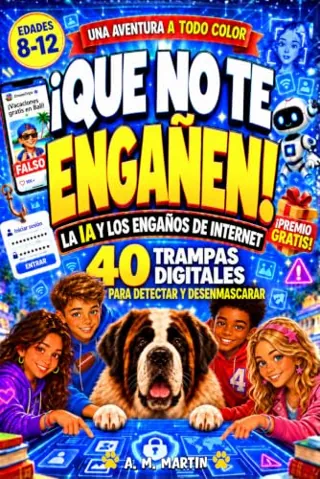 EDADES
8-12
UNA AVENTURA A TODO COLOR
¡Vacaciones
gratis en Bali!
FALSO
¡QUE NO TE
ENGAÑEN!
LA IA Y LOS ENGAÑOS DE INTERNET
Iniciar sesión
ENTRAR
¡PREMIO
GRATIS!
40 TRAMPAS
DIGITALES
PARA DETECTAR Y DESENMASCARAR
4
A. M. MARTIN